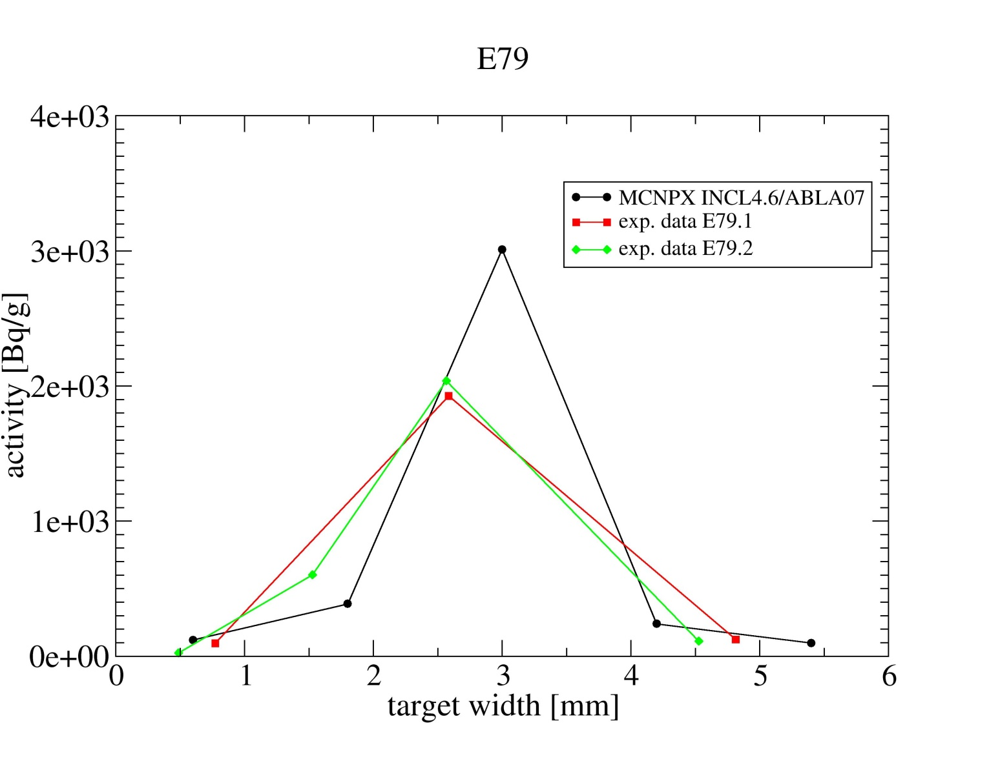 E79
4e+03
3e+03
2e+03
1e+03
0e+00
activity [Bq/g]
MCNPX INCL4.6/ABLA07
exp. data E79.1
exp. data E79.2
0 1 2 3 4 5 6
target width [mm]